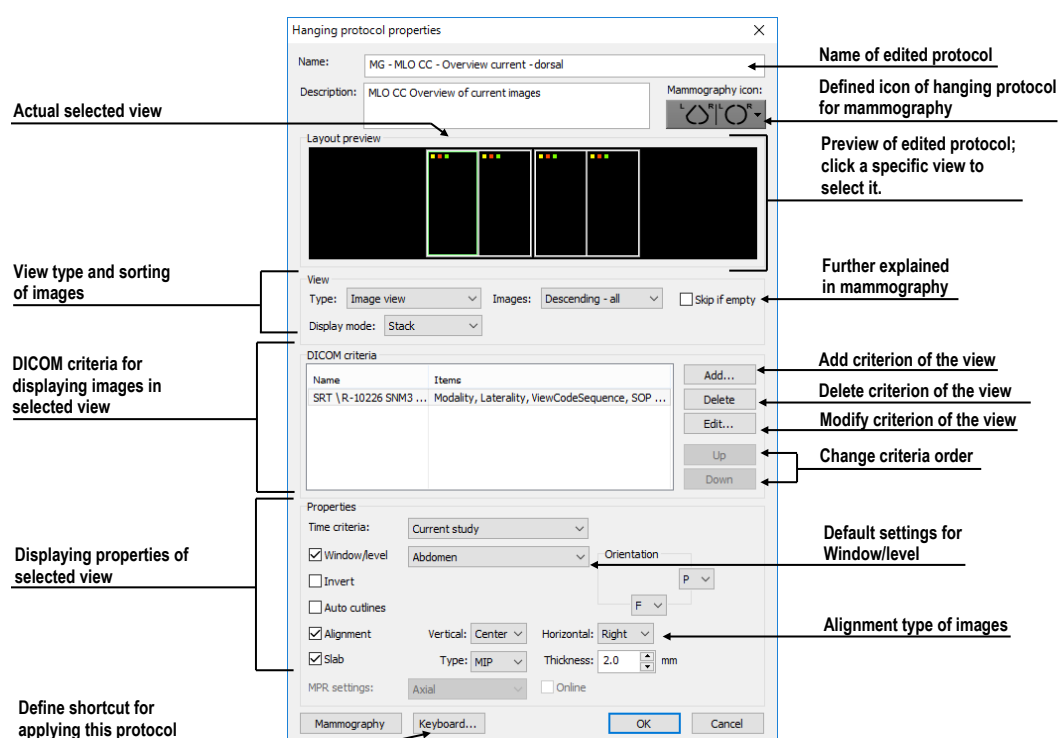 Hanging protocol properties
Name: MG - MLO CC - Overview current - dorsal
Name of edited protocol
Description: MLO CC Overview of current images
Mammography icon:
L R L R
Defined icon of hanging protocol
for mammography
Actual selected view
Layout preview
Preview of edited protocol;
click a specific view to
select it.
View type and sorting
of images
View
Type: Image view Images: Descending - all Skip if empty
Display mode: Stack
Further explained
in mammography
DICOM criteria for
displaying images in
selected view
DICOM criteria
Name Items
SRT \ R-10226 SNM3 ... Modality, Laterality, ViewCodeSequence, SOP ...
Add...
Delete
Edit...
Up
Down
Add criterion of the view
Delete criterion of the view
Modify criterion of the view
Change criteria order
Displaying properties of
selected view
Properties
Time criteria: Current study
Window/level Abdomen
Orientation
P
F
Invert
Auto cutlines
Alignment Vertical: Center Horizontal: Right
Slab Type: MIP Thickness: 2.0 mm
MPR settings: Axial Online
Default settings for
Window/level
Alignment type of images
Define shortcut for
applying this protocol
Mammography Keyboard... OK Cancel